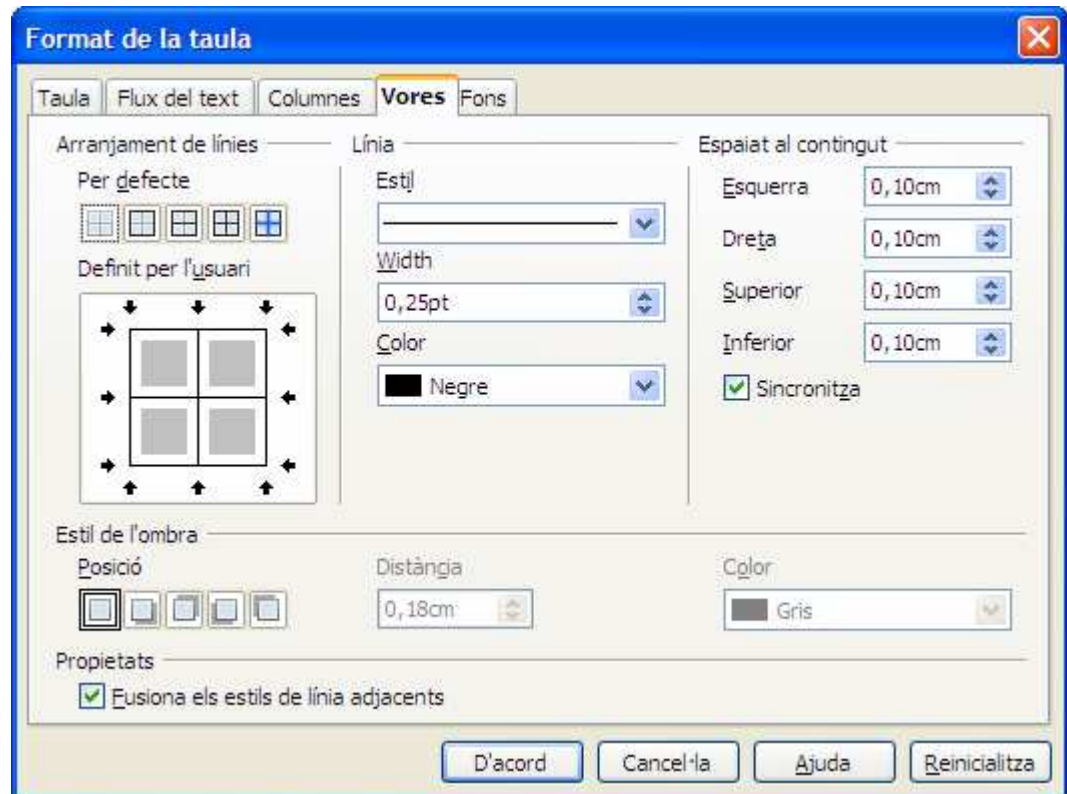 Format de la taula
Taula Flux del text Columnes Vores Fons
Arranjament de línies
Per defecte
Definit per l'usuari
Línia
Estil
Width
0,25pt
Color
Negre
Espaiat al contingut
Esquerra 0,10cm
Dreta 0,10cm
Superior 0,10cm
Inferior 0,10cm
Sincronitza
Estil de l'ombra
Posició
Distància
0,18cm
Color
Gris
Propietats
Fusiona els estils de línia adjacents
D'acord Cancel·la Ajuda Reinicialitza